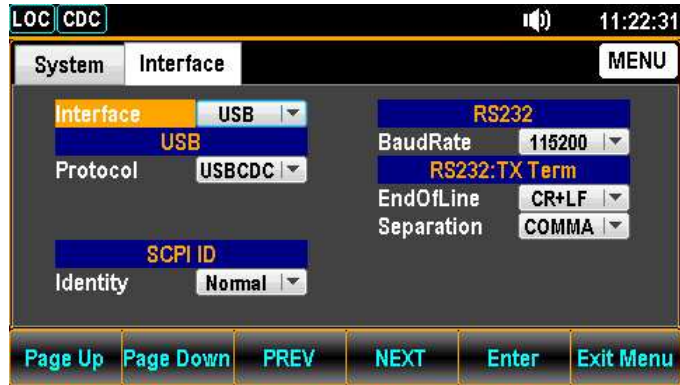 LOC CDC 11:22:31
System Interface MENU
Interface USB
USB
Protocol USBCDC
SCPI ID
Identity Normal
RS232
BaudRate 115200
RS232:TX Term
EndOfLine CR+LF
Separation COMMA
Page Up Page Down PREV NEXT Enter Exit Menu